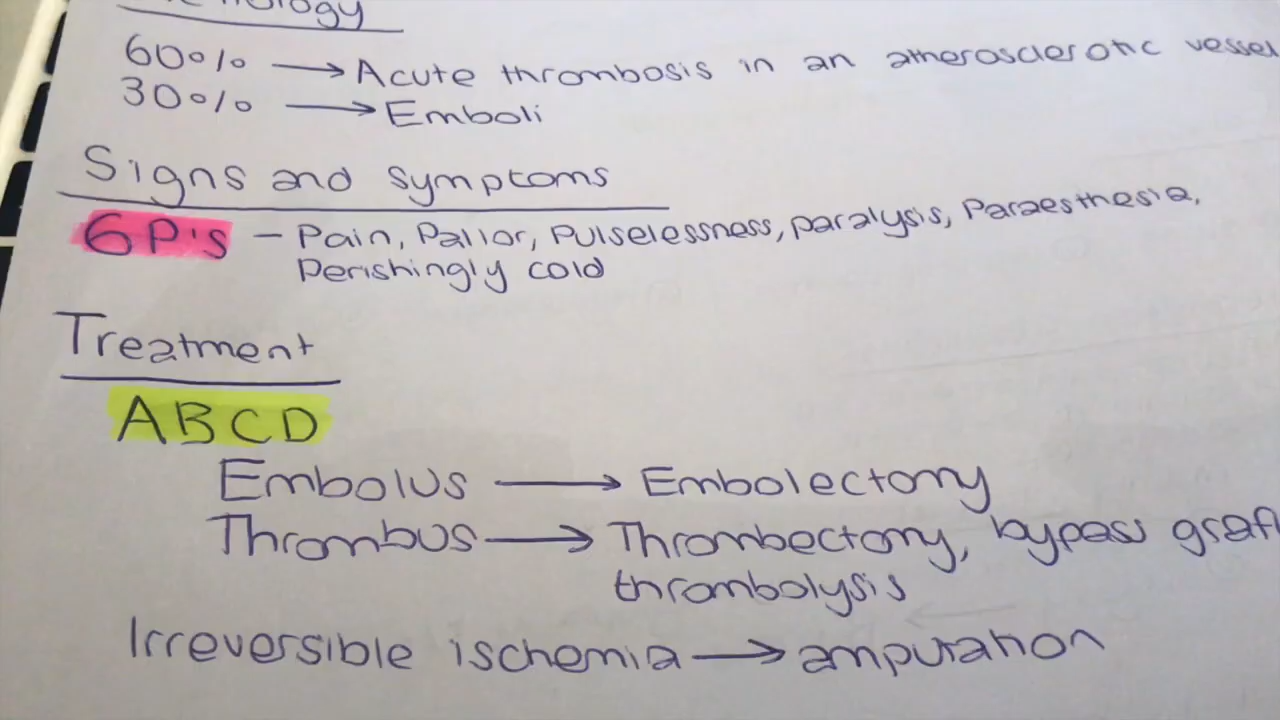 60% → Acute thrombosis in an atherosclerotic vessel
30% → Emboli
Signs and symptoms
6 P's – Pain, Pallor, Pulselessness, paralysis, Paraesthesia,
Perishingly cold
Treatment
ABCD
Embolus → Embolectomy
Thrombus → Thrombectomy, bypass graft
thrombolysis
Irreversible ischemia → amputation